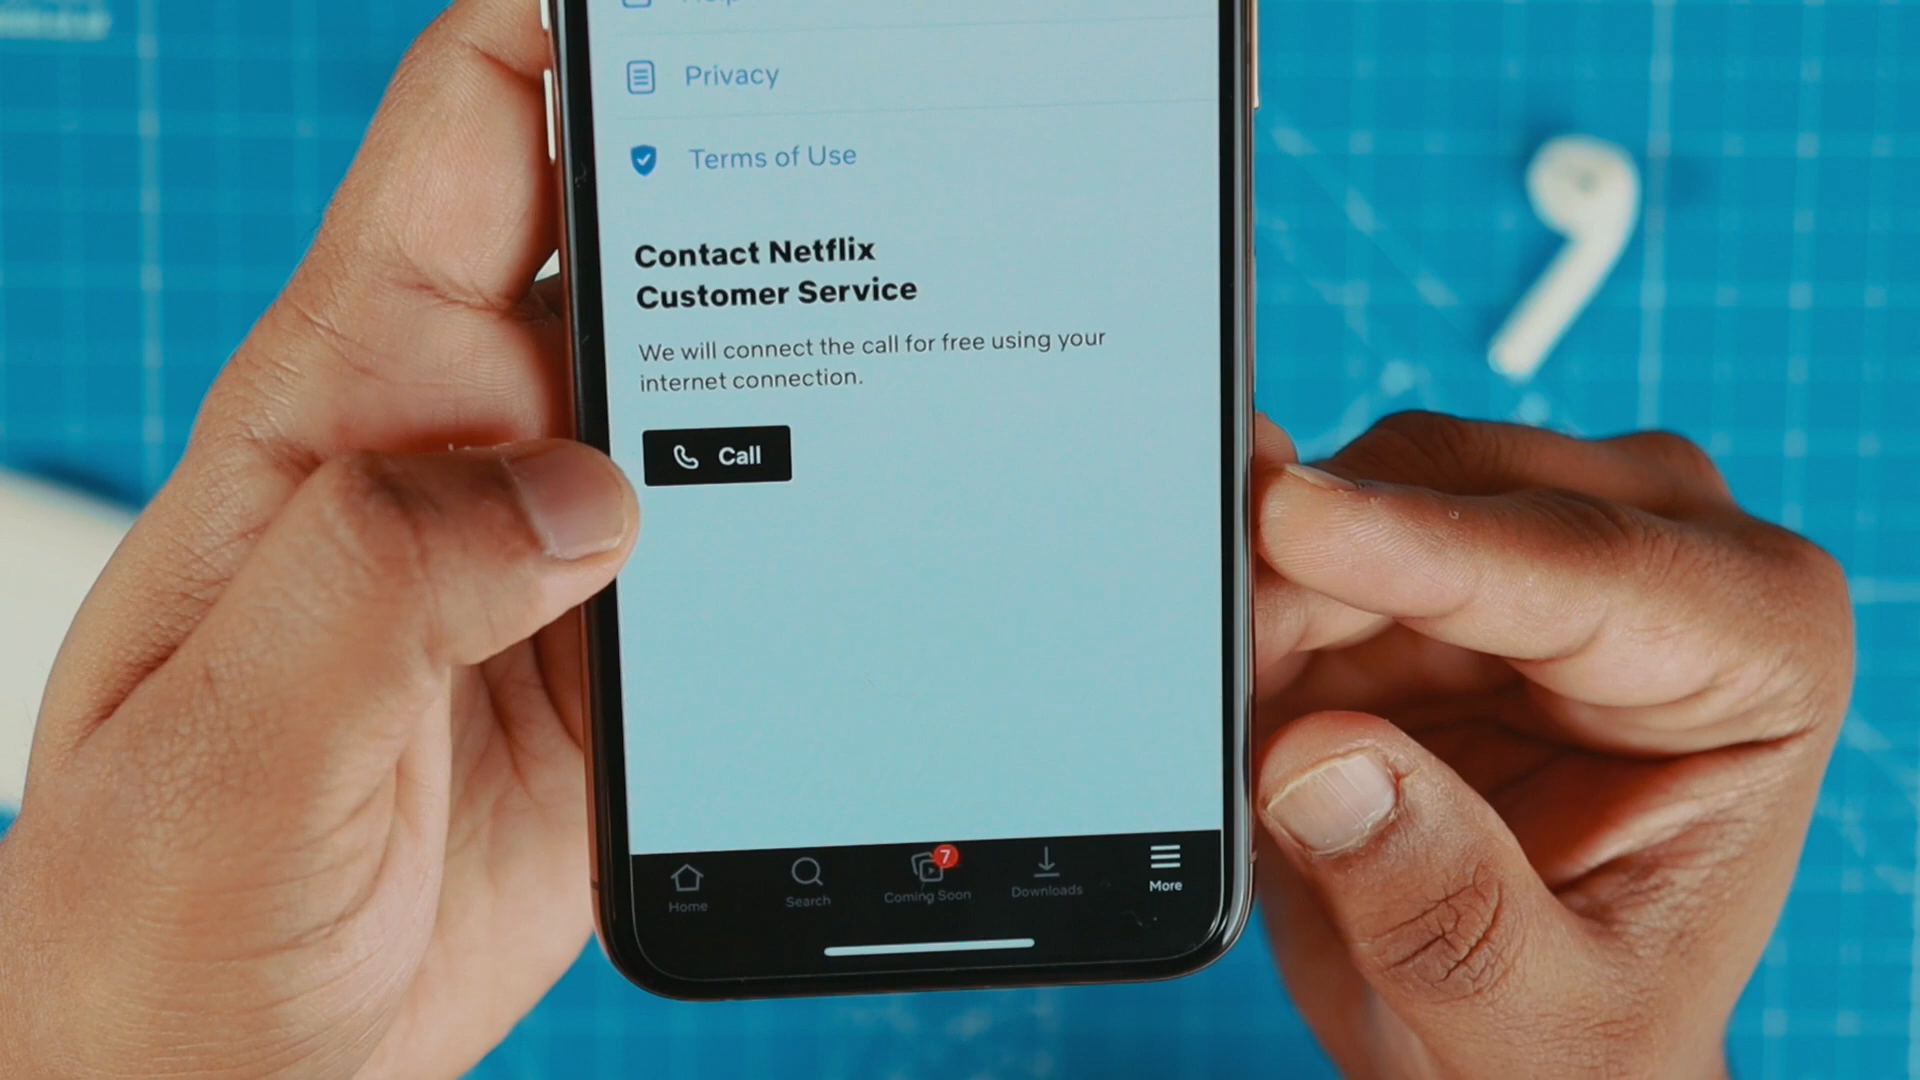 Privacy
Terms of Use
Contact Netflix
Customer Service
We will connect the call for free using your
internet connection.
Call
7
Home
Search
Coming Soon
Downloads
More